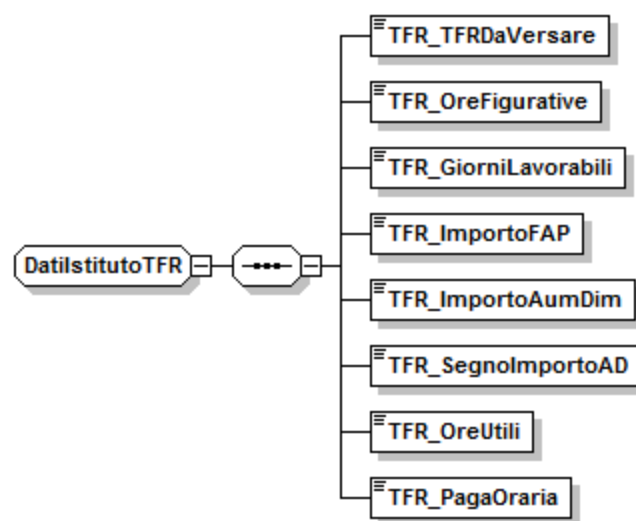 TFR_TFRDaVersare
TFR_OreFigurative
TFR_GiorniLavorabili
TFR_ImportoFAP
DatiIstitutoTFR
TFR_ImportoAumDim
TFR_SegnoImportoAD
TFR_OreUtili
TFR_PagaOraria